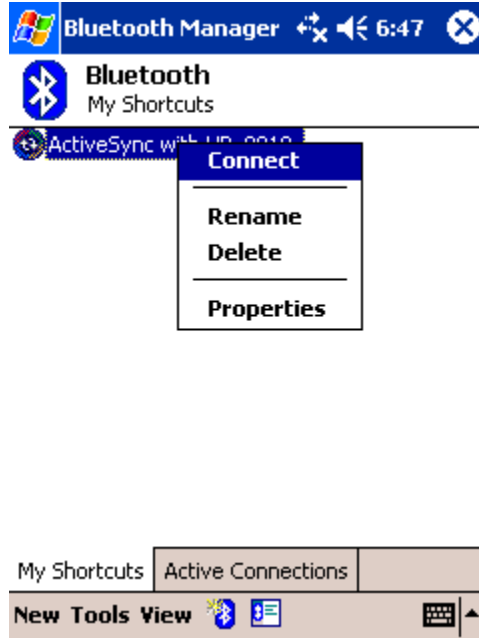 Bluetooth Manager 6:47
Bluetooth
My Shortcuts
ActiveSync with
Connect
Rename
Delete
Properties
My Shortcuts Active Connections
New Tools View